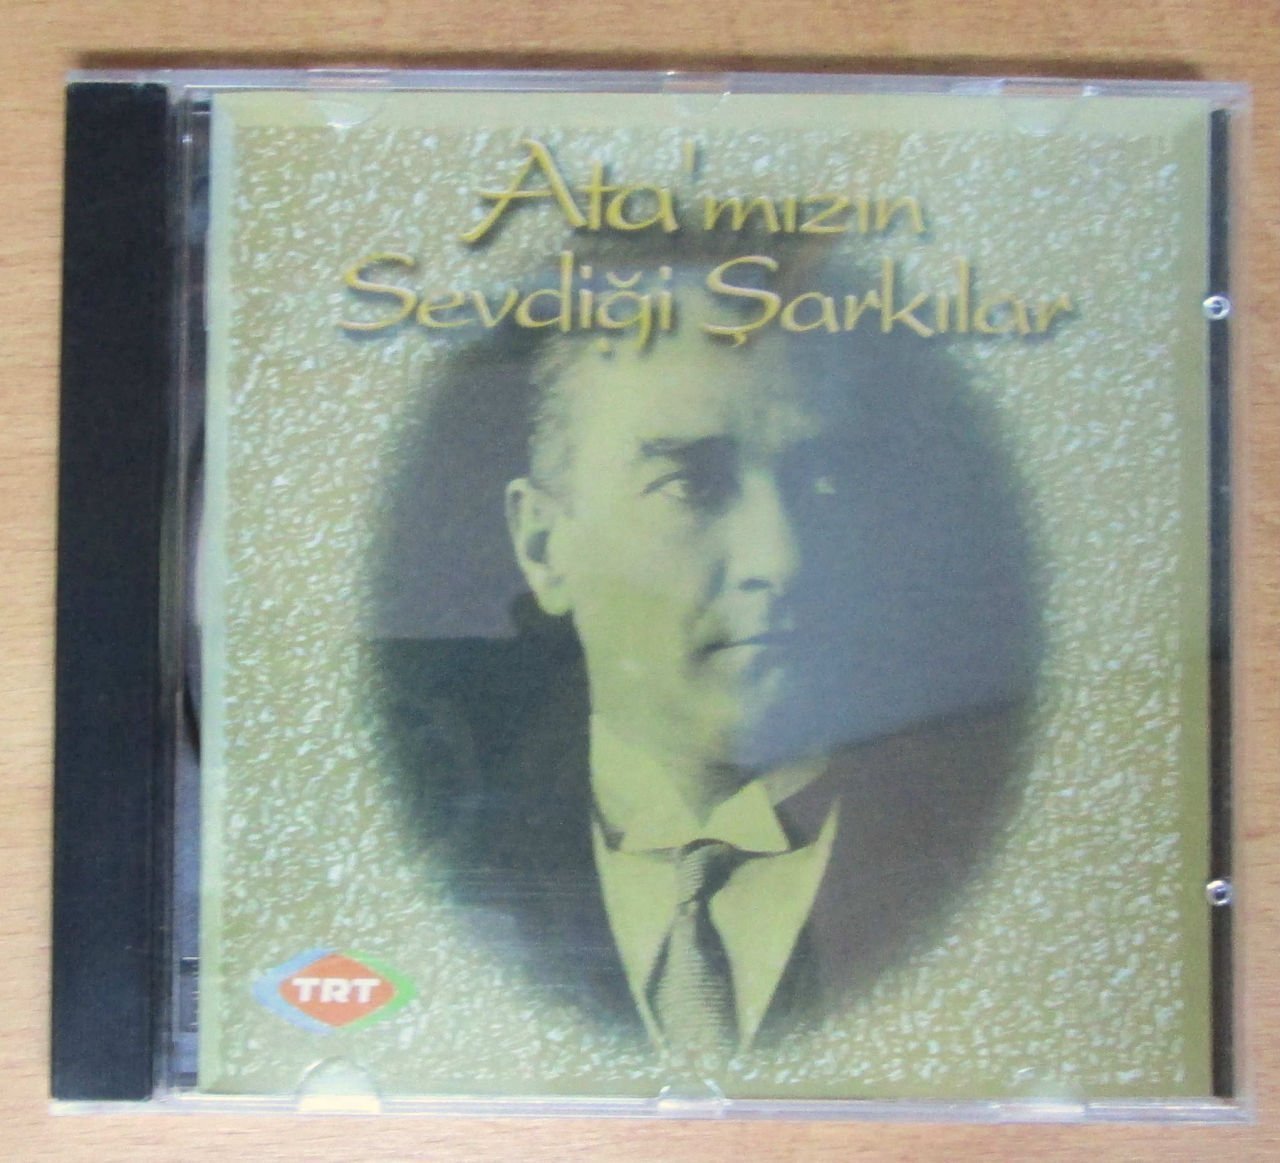 Ata'mızın
Sevdiği Şarkılar
TRT